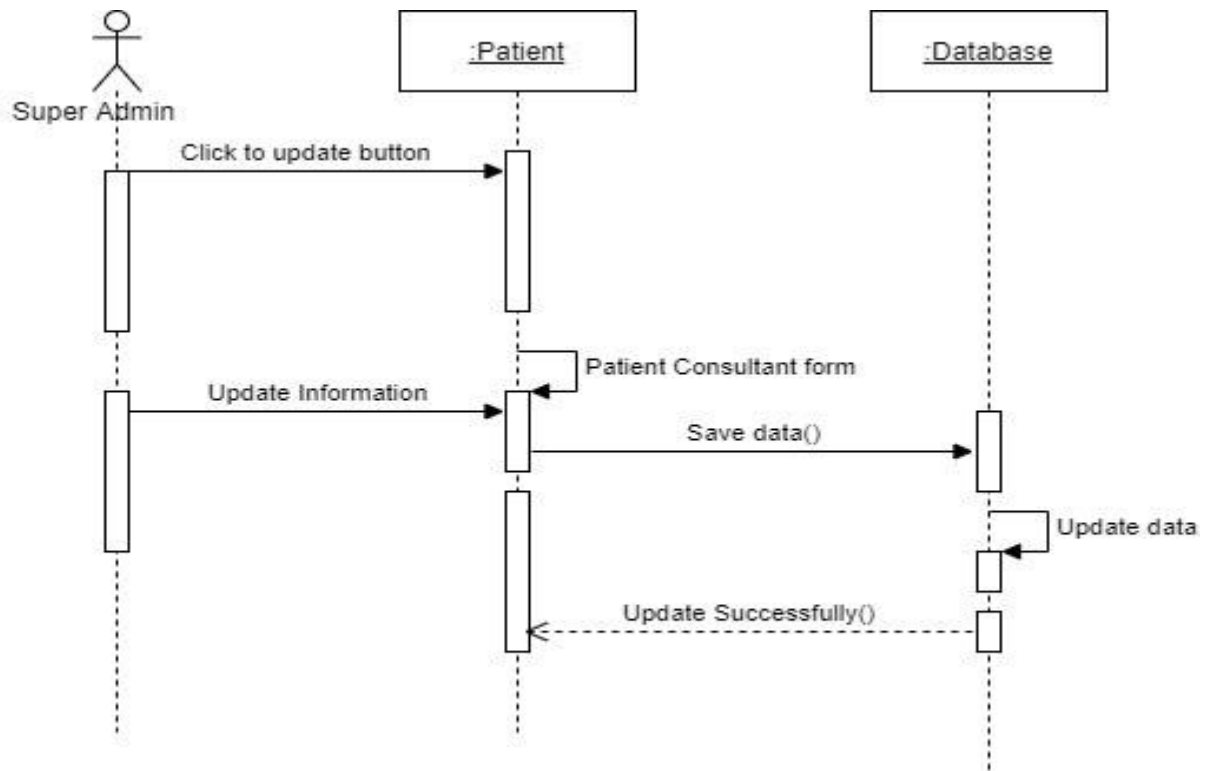 :Patient
:Database
Super Admin
Click to update button
Patient Consultant form
Update Information
Save data()
Update data
Update Successfully()